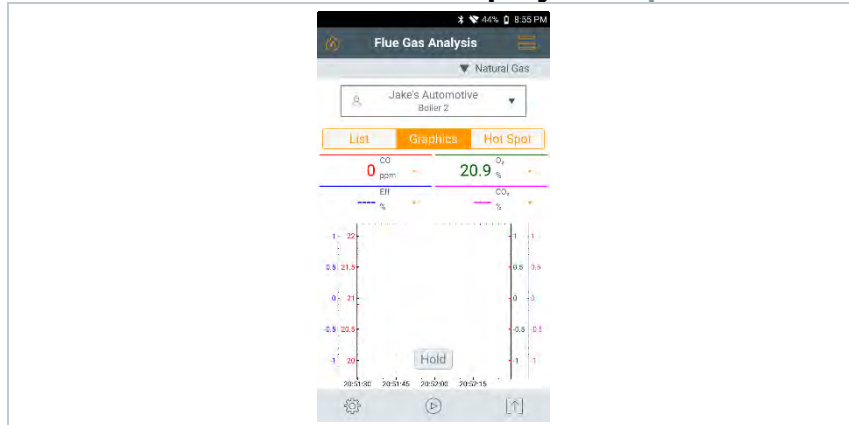 44% 8:55 PM
Flue Gas Analysis
▼ Natural Gas
Jake's Automotive
Boiler 2
List Graphics Hot Spot
CO O₂
0 ppm 20.9 %
Eff CO₂
---- % ---- %
1 22 1 1
0.5 21.5 0.5 0.5
0 21 0 0
-0.5 20.5 -0.5 -0.5
-1 20 -1 -1
Hold
20:51:30 20:51:45 20:52:00 20:52:15